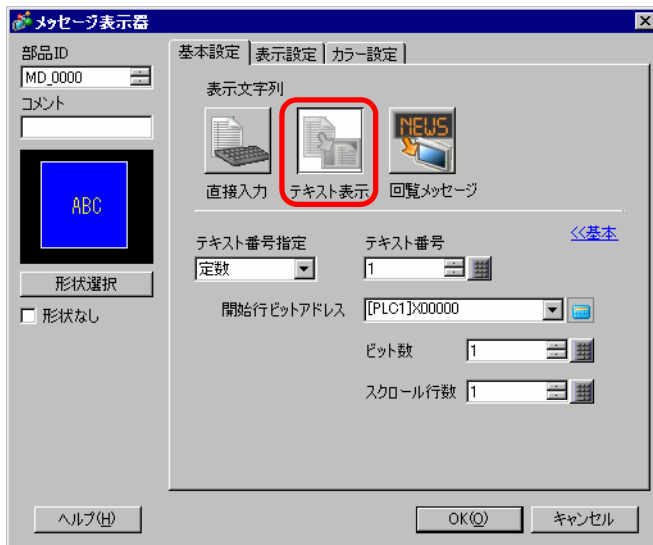 メッセージ表示器
部品ID
MD_0000
コメント
ABC
形状選択
形状なし
基本設定 表示設定 カラー設定
表示文字列
NEWS
直接入力 テキスト表示 回覧メッセージ
<<基本
テキスト番号指定 テキスト番号
定数 1
開始行ビットアドレス [PLC1]X00000
ビット数 1
スクロール行数 1
ヘルプ(H) OK(O) キャンセル